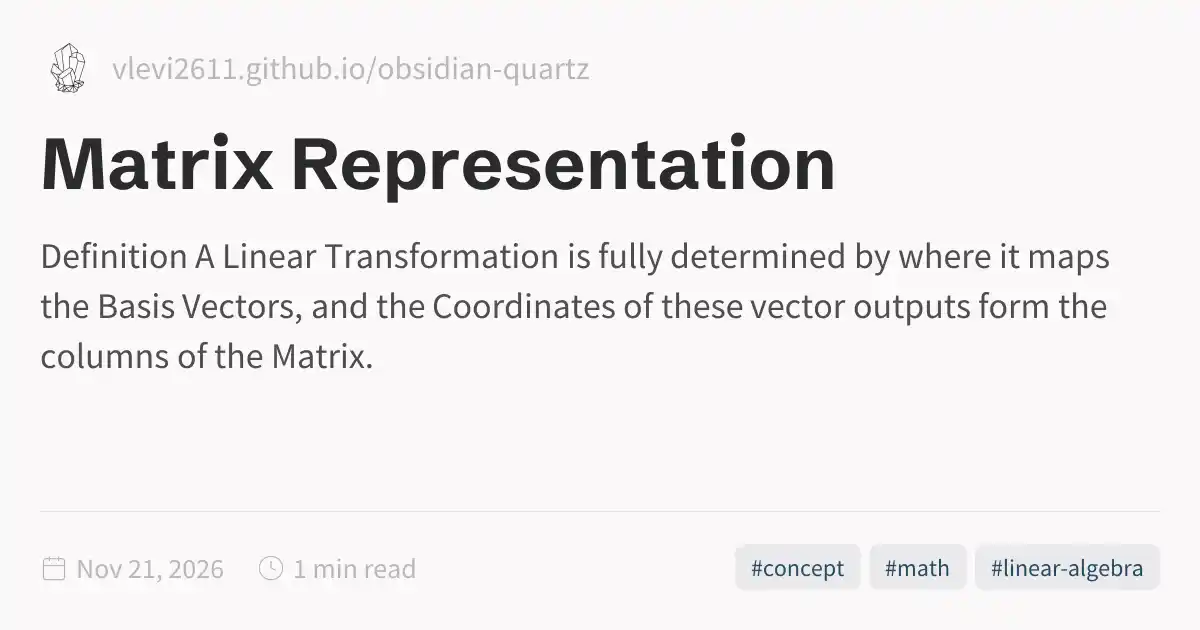 vlevi2611.github.io/obsidian-quartz
Matrix Representation
Definition A Linear Transformation is fully determined by where it maps
the Basis Vectors, and the Coordinates of these vector outputs form the
columns of the Matrix.
Nov 21, 2026 1 min read #concept #math #linear-algebra